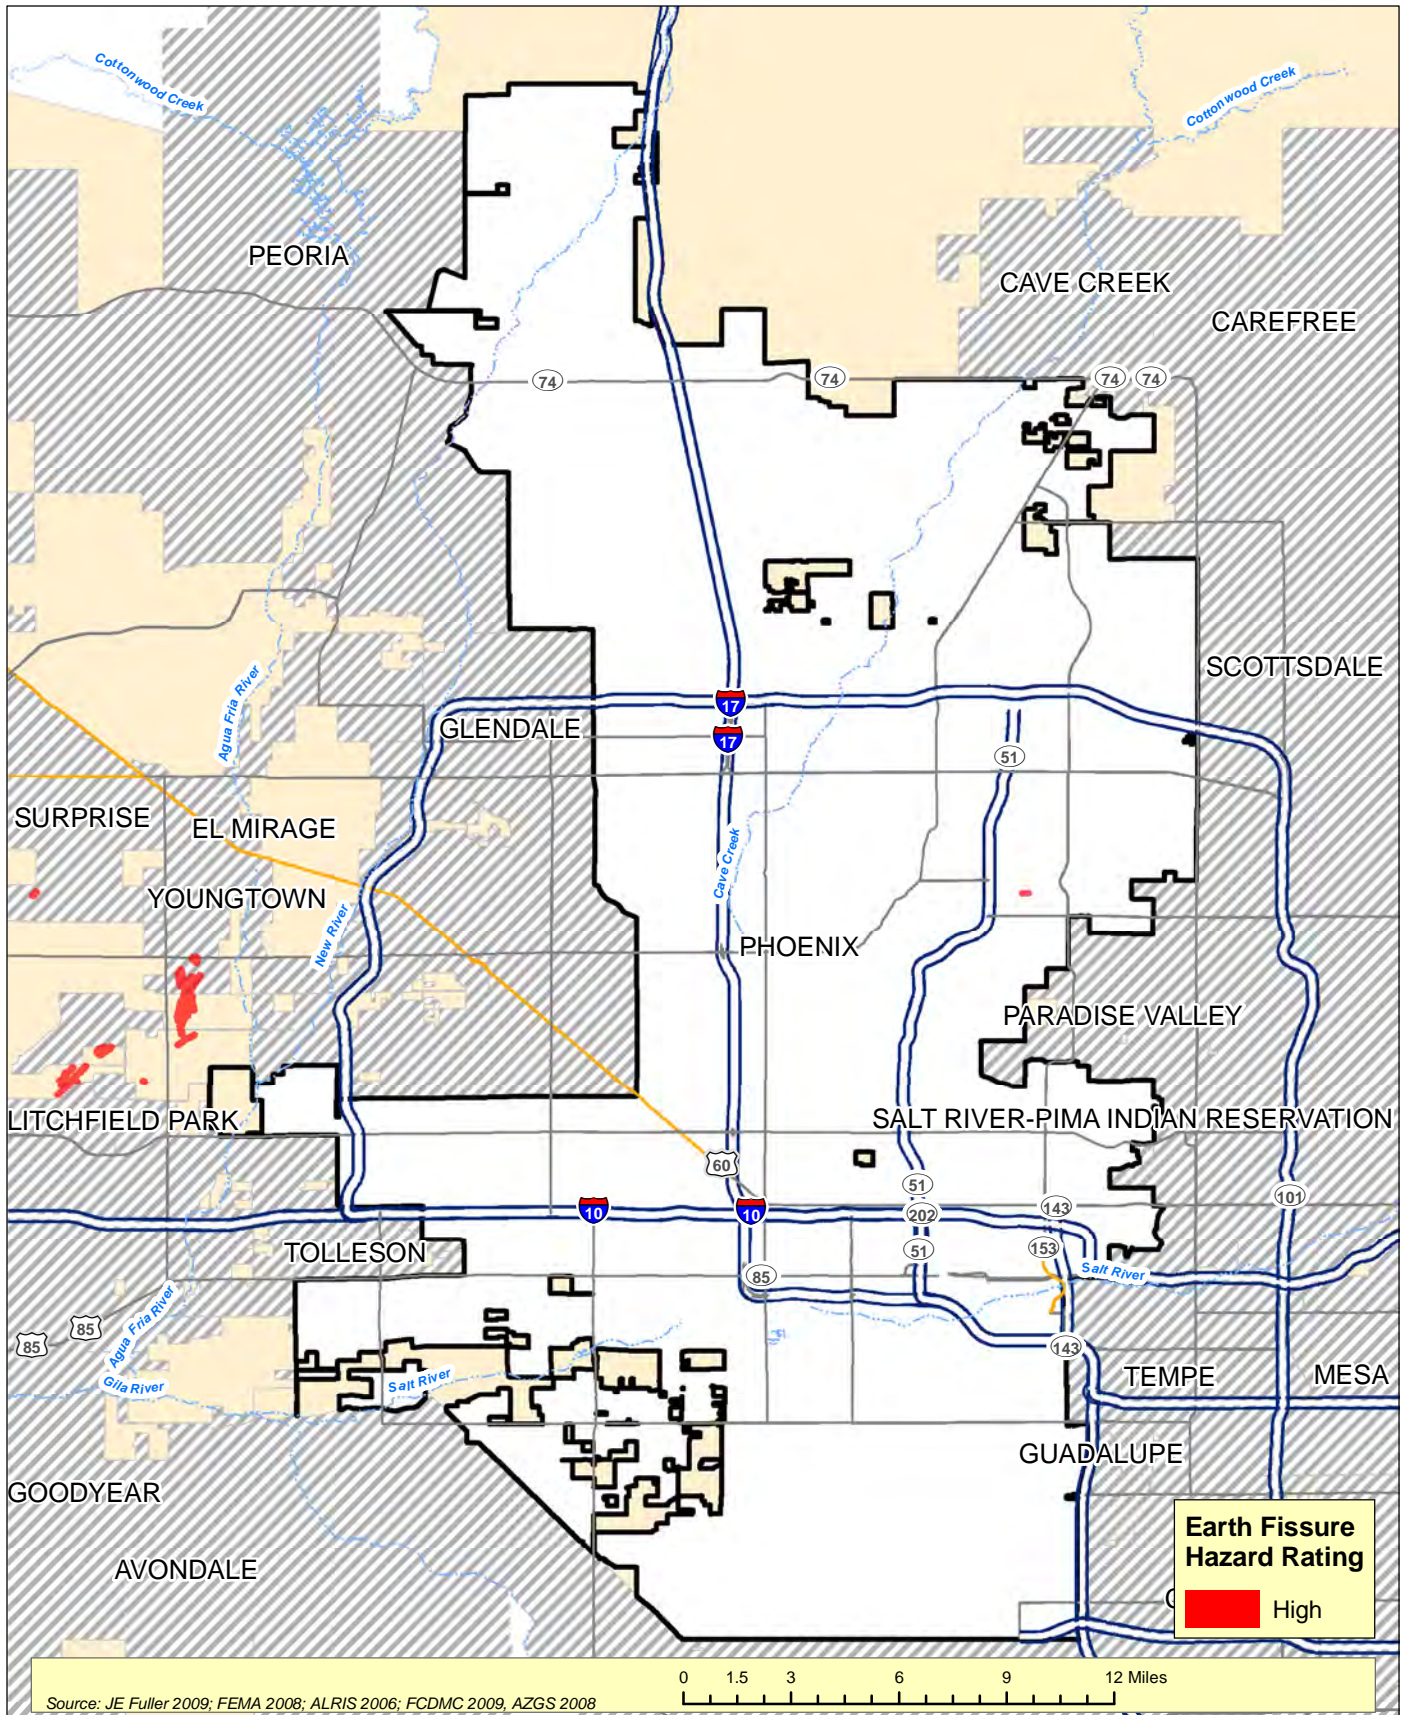 Cottonwood Creek
Cottonwood Creek
PEORIA
CAVE CREEK
CAREFREE
74
74
74
74
SCOTTSDALE
Agua Fria River
17
GLENDALE
17
51
SURPRISE
EL MIRAGE
Cave Creek
YOUNGTOWN
New River
PHOENIX
PARADISE VALLEY
LITCHFIELD PARK
SALT RIVER-PIMA INDIAN RESERVATION
60
51
101
10
10
202
143
TOLLESON
51
153
Salt River
85
Agua Fria River
85
85
143
Gila River
Salt River
TEMPE
MESA
GUADALUPE
GOODYEAR
AVONDALE
Earth Fissure
Hazard Rating
High
0 1.5 3 6 9 12 Miles
Source: JE Fuller 2009; FEMA 2008; ALRIS 2006; FCDMC 2009, AZGS 2008